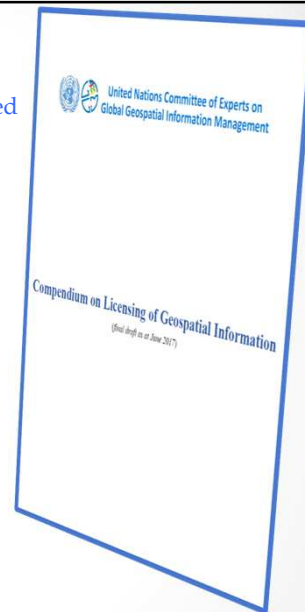 ed
United Nations Committee of Experts on
Global Geospatial Information Management
Compendium on Licensing of Geospatial Information
(final draft as at June 2017)